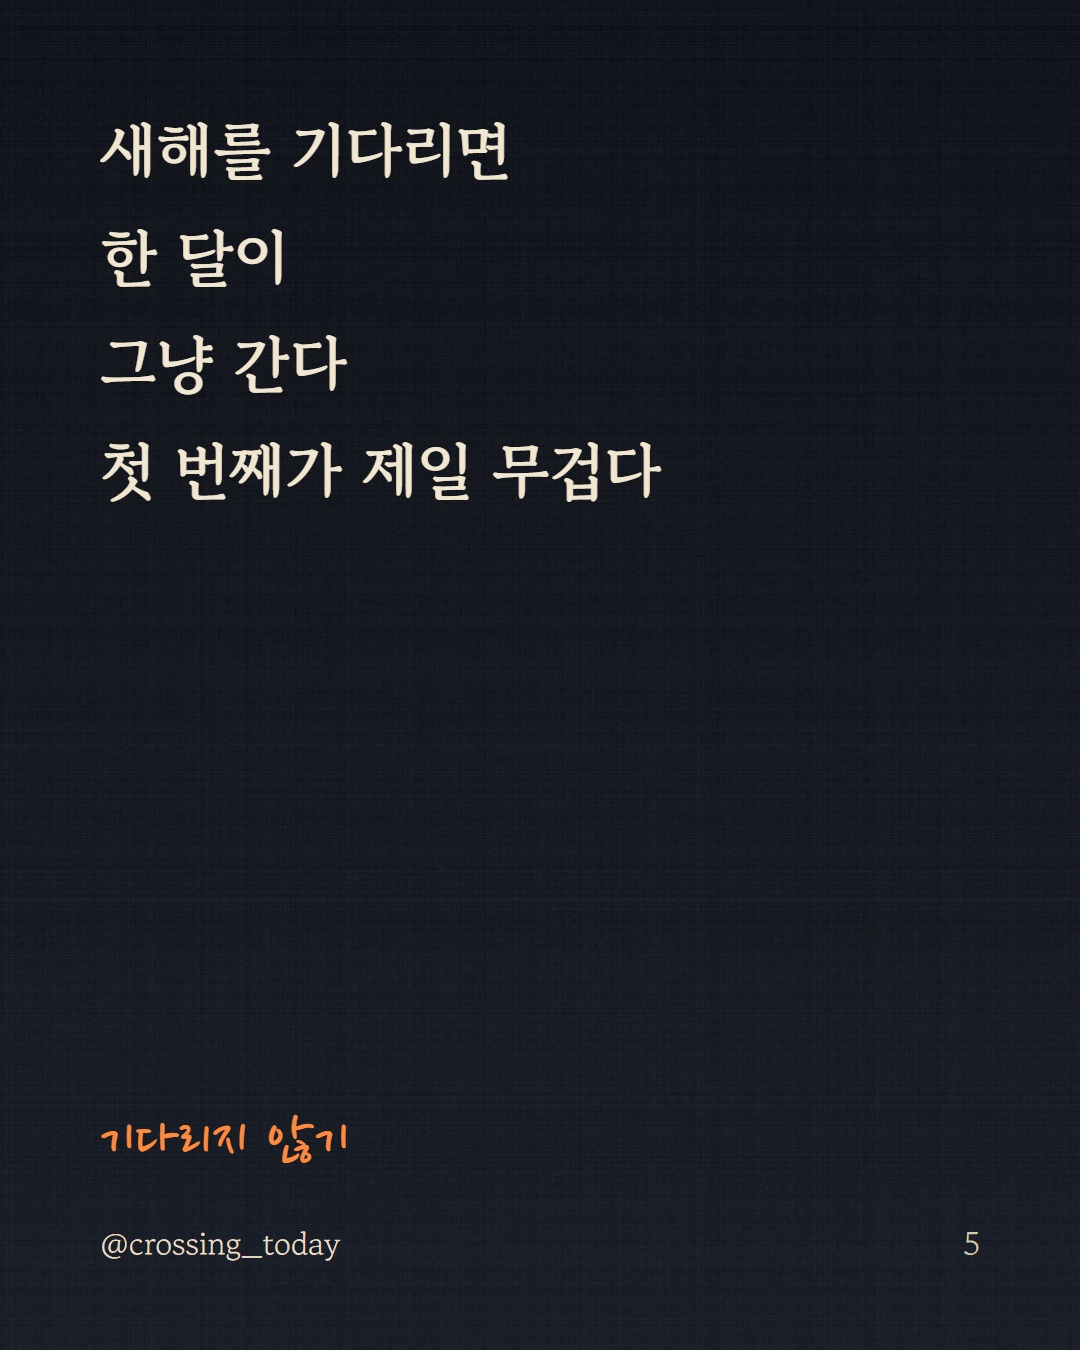 새해를 기다리면
한 달이
그냥 간다
첫 번째가 제일 무겁다
기다리지 않기
@crossing_today
5